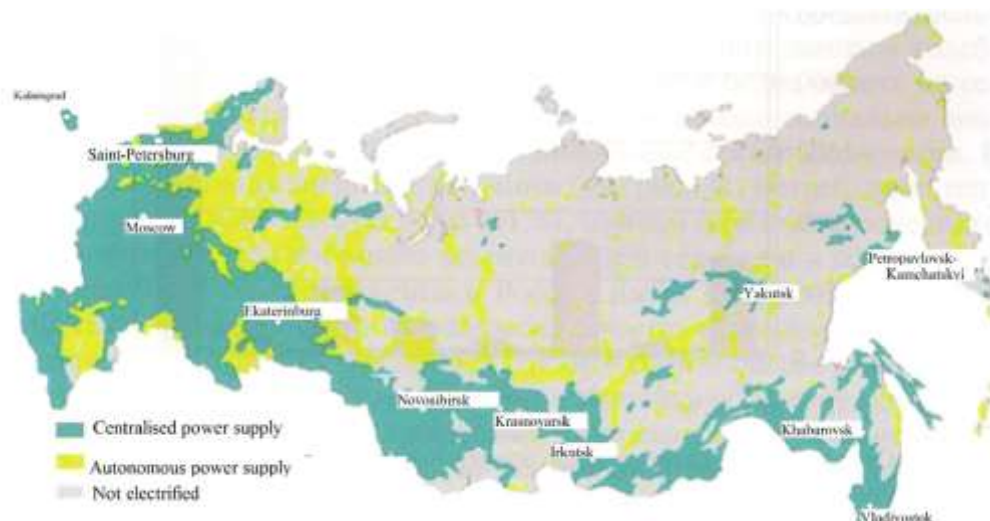 Kaliningrad
Saint-Petersburg
Moscow
Ekaterinburg
Petropavlovsk-
Kamchatskyi
Yakutsk
Novosibirsk
Krasnoyarsk
Irkutsk
Khabarovsk
Vladivostok
Centralised power supply
Autonomous power supply
Not electrified